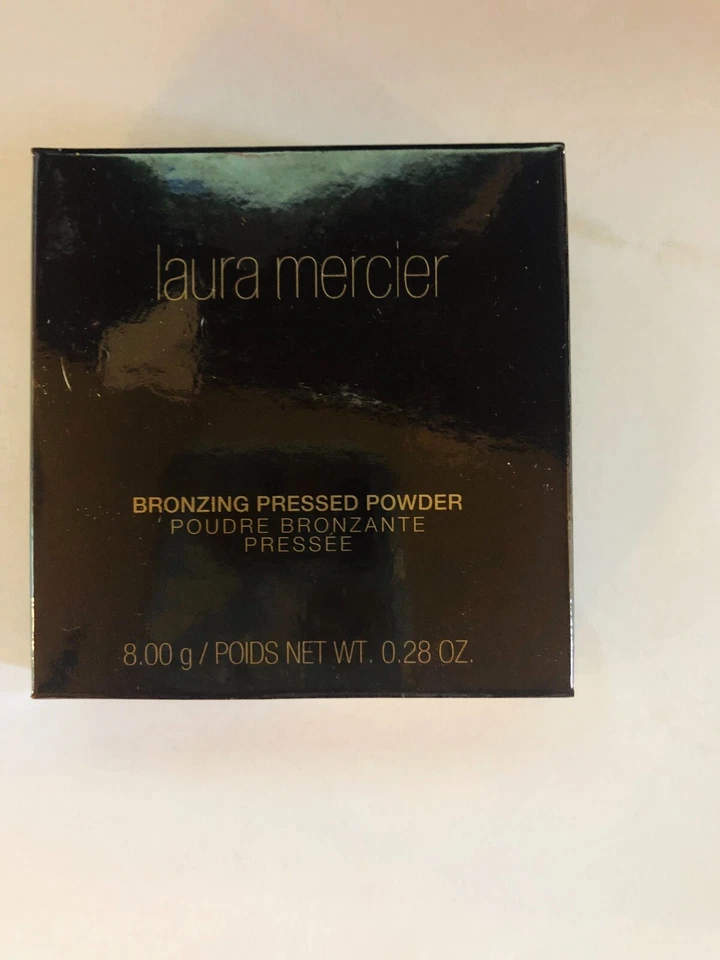 laura mercier
BRONZING PRESSED POWDER
POUDRE BRONZANTE
PRESSÉE
8.00 g / POIDS NET WT. 0.28 OZ.